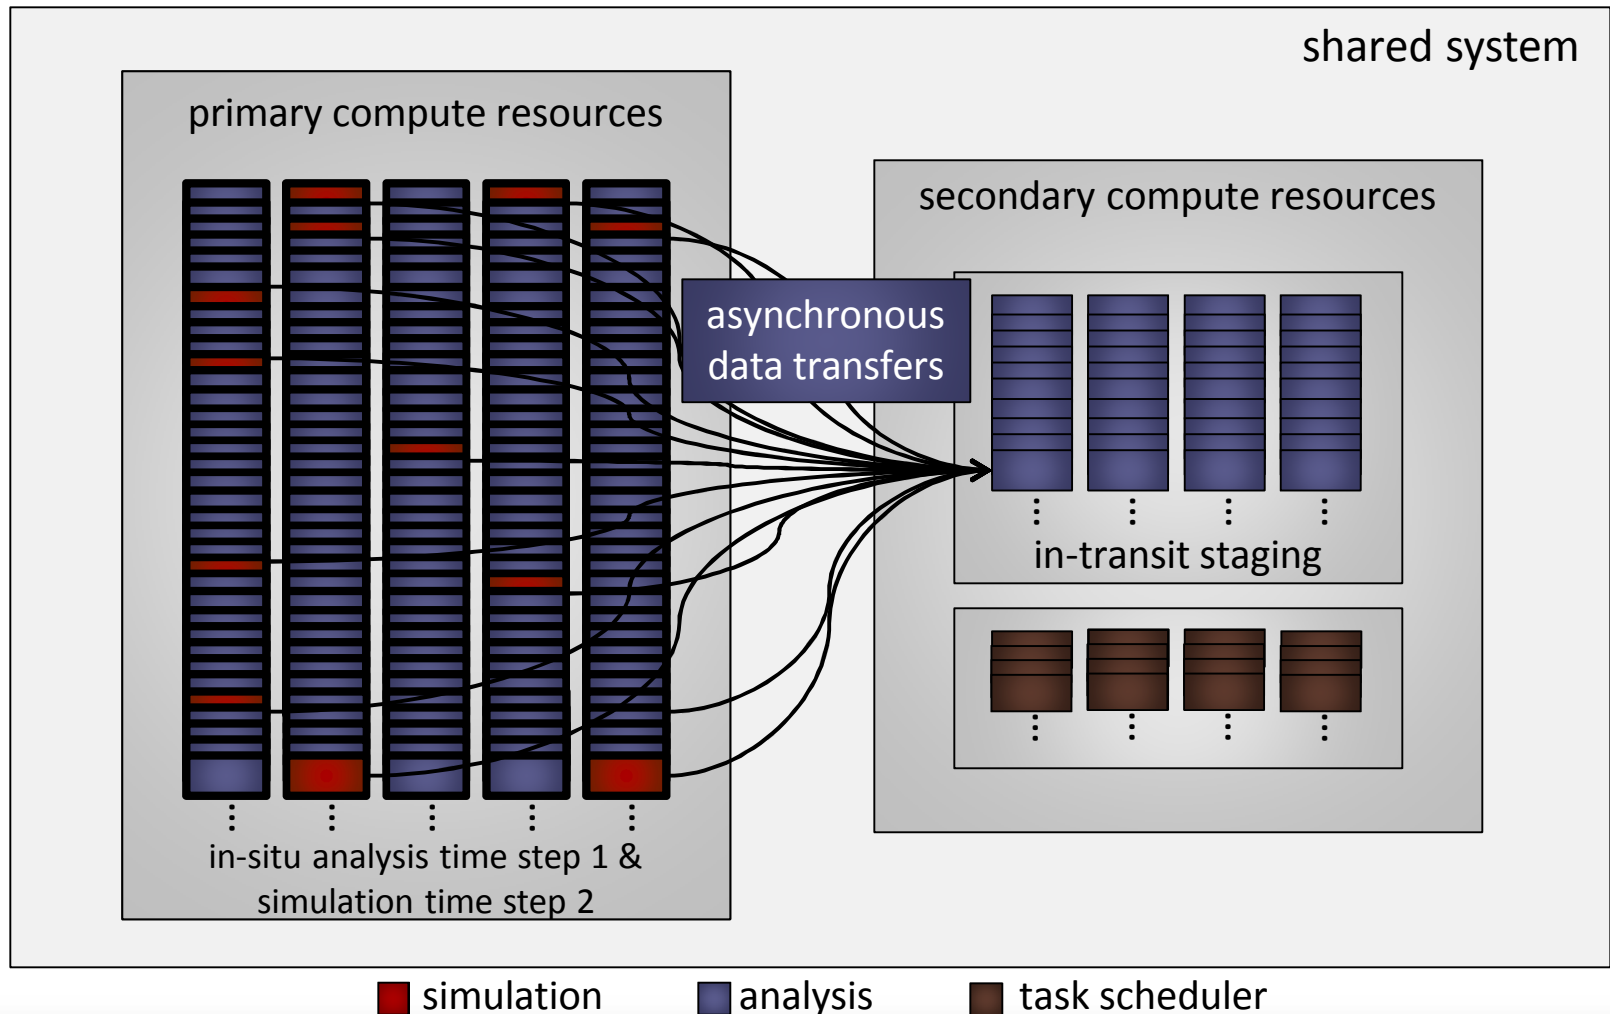 shared system
primary compute resources
secondary compute resources
asynchronous
data transfers
in-transit staging
in-situ analysis time step 1 &
simulation time step 2
simulation
analysis
task scheduler